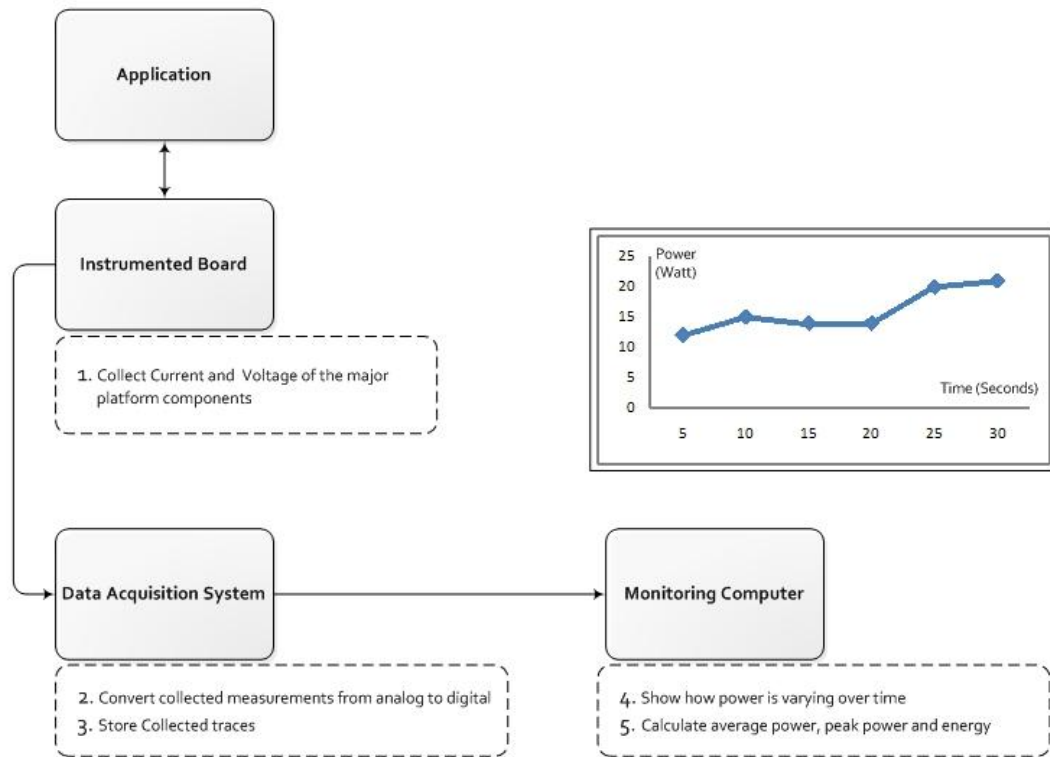 Application
Instrumented Board
1. Collect Current and Voltage of the major
platform components
Power
(Watt)
25
20
15
10
5
0
Time (Seconds)
5 10 15 20 25 30
Data Acquisition System
2. Convert collected measurements from analog to digital
3. Store Collected traces
Monitoring Computer
4. Show how power is varying over time
5. Calculate average power, peak power and energy